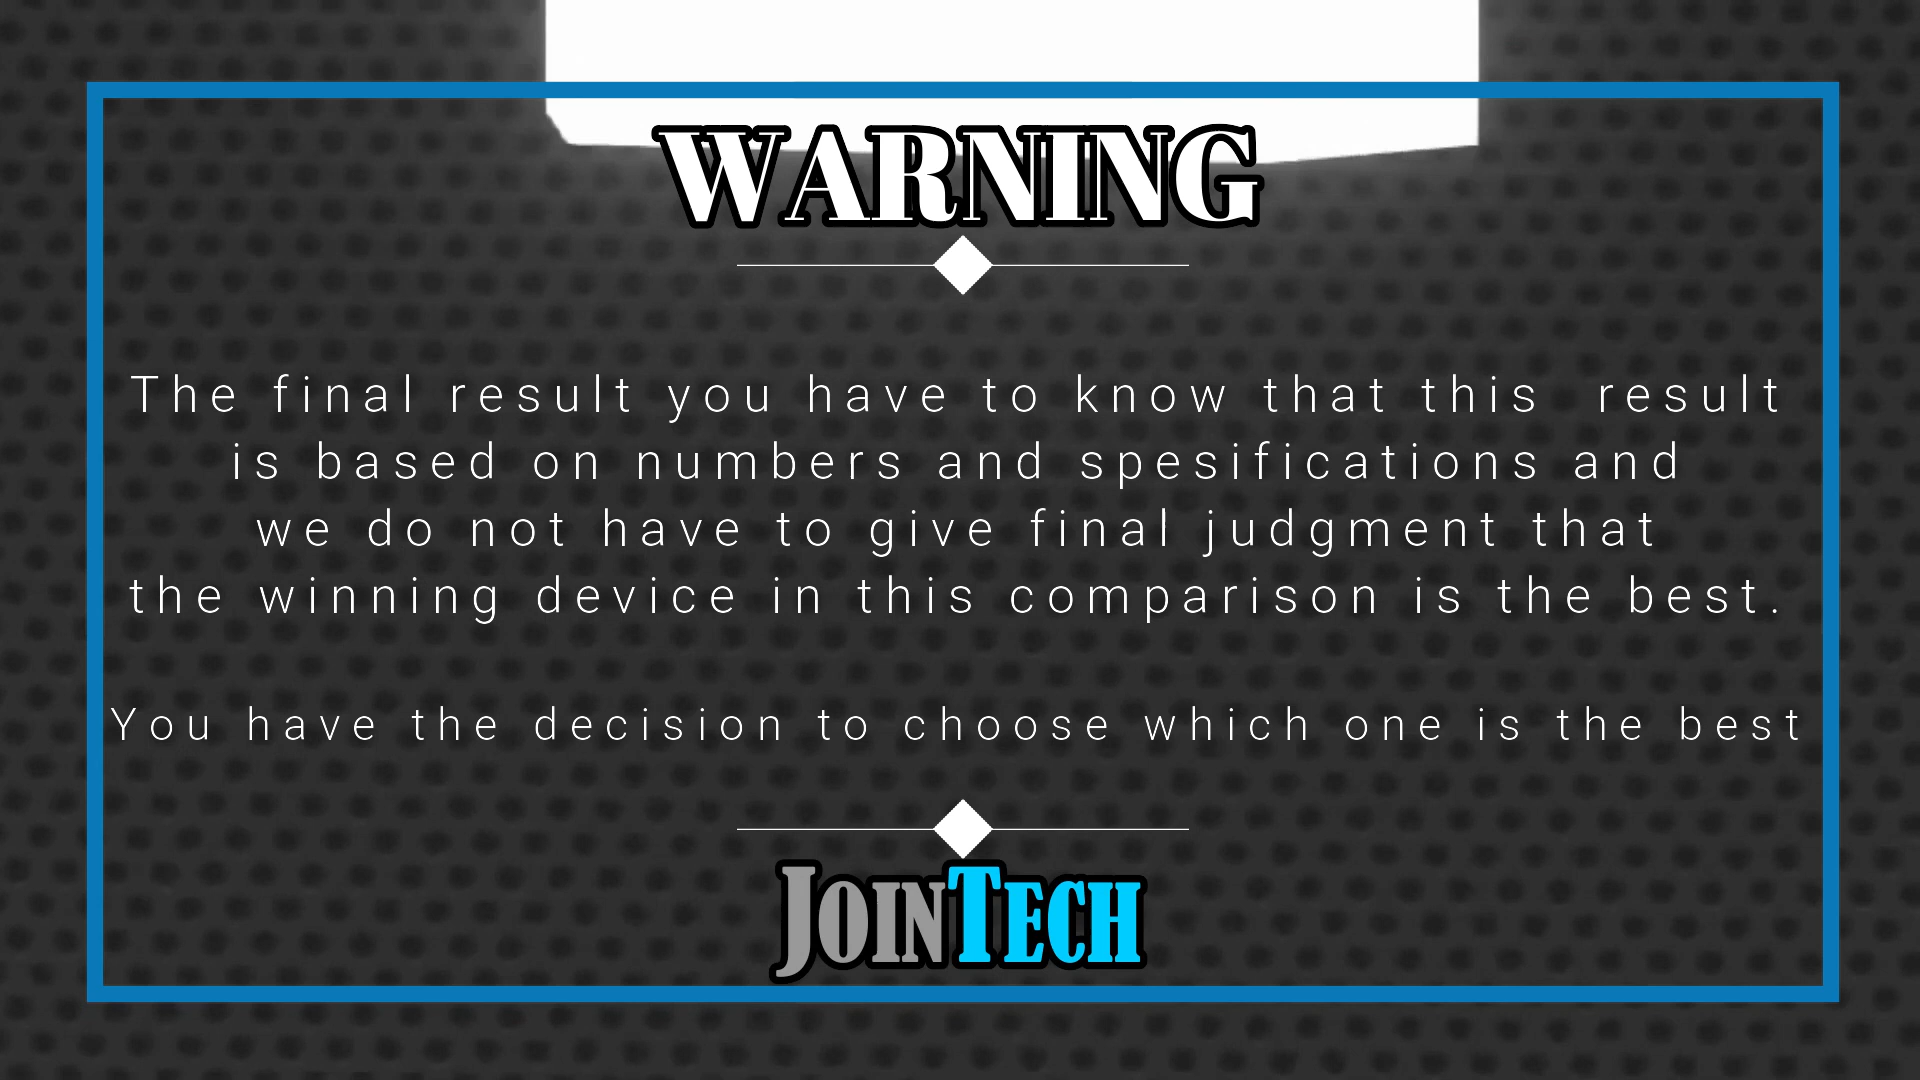 WARNING
The final result you have to know that this result
is based on numbers and spesifications and
we do not have to give final judgment that
the winning device in this comparison is the best.
You have the decision to choose which one is the best
JOINTECH